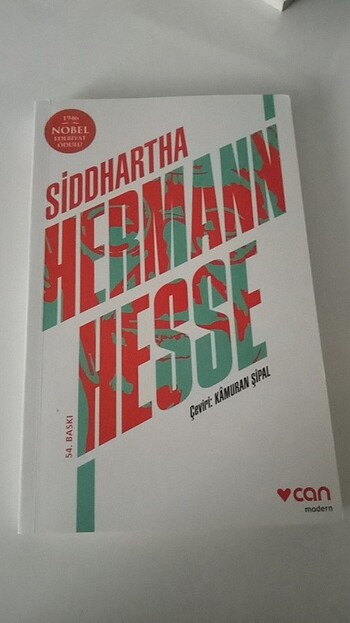 1946
NOBEL
EDEBİYAT
ÖDÜLÜ
SİDDHARTHA
HERMANN
HESSE
Çeviri: KÂMURAN ŞİPAL
54. BASKI
can
modern